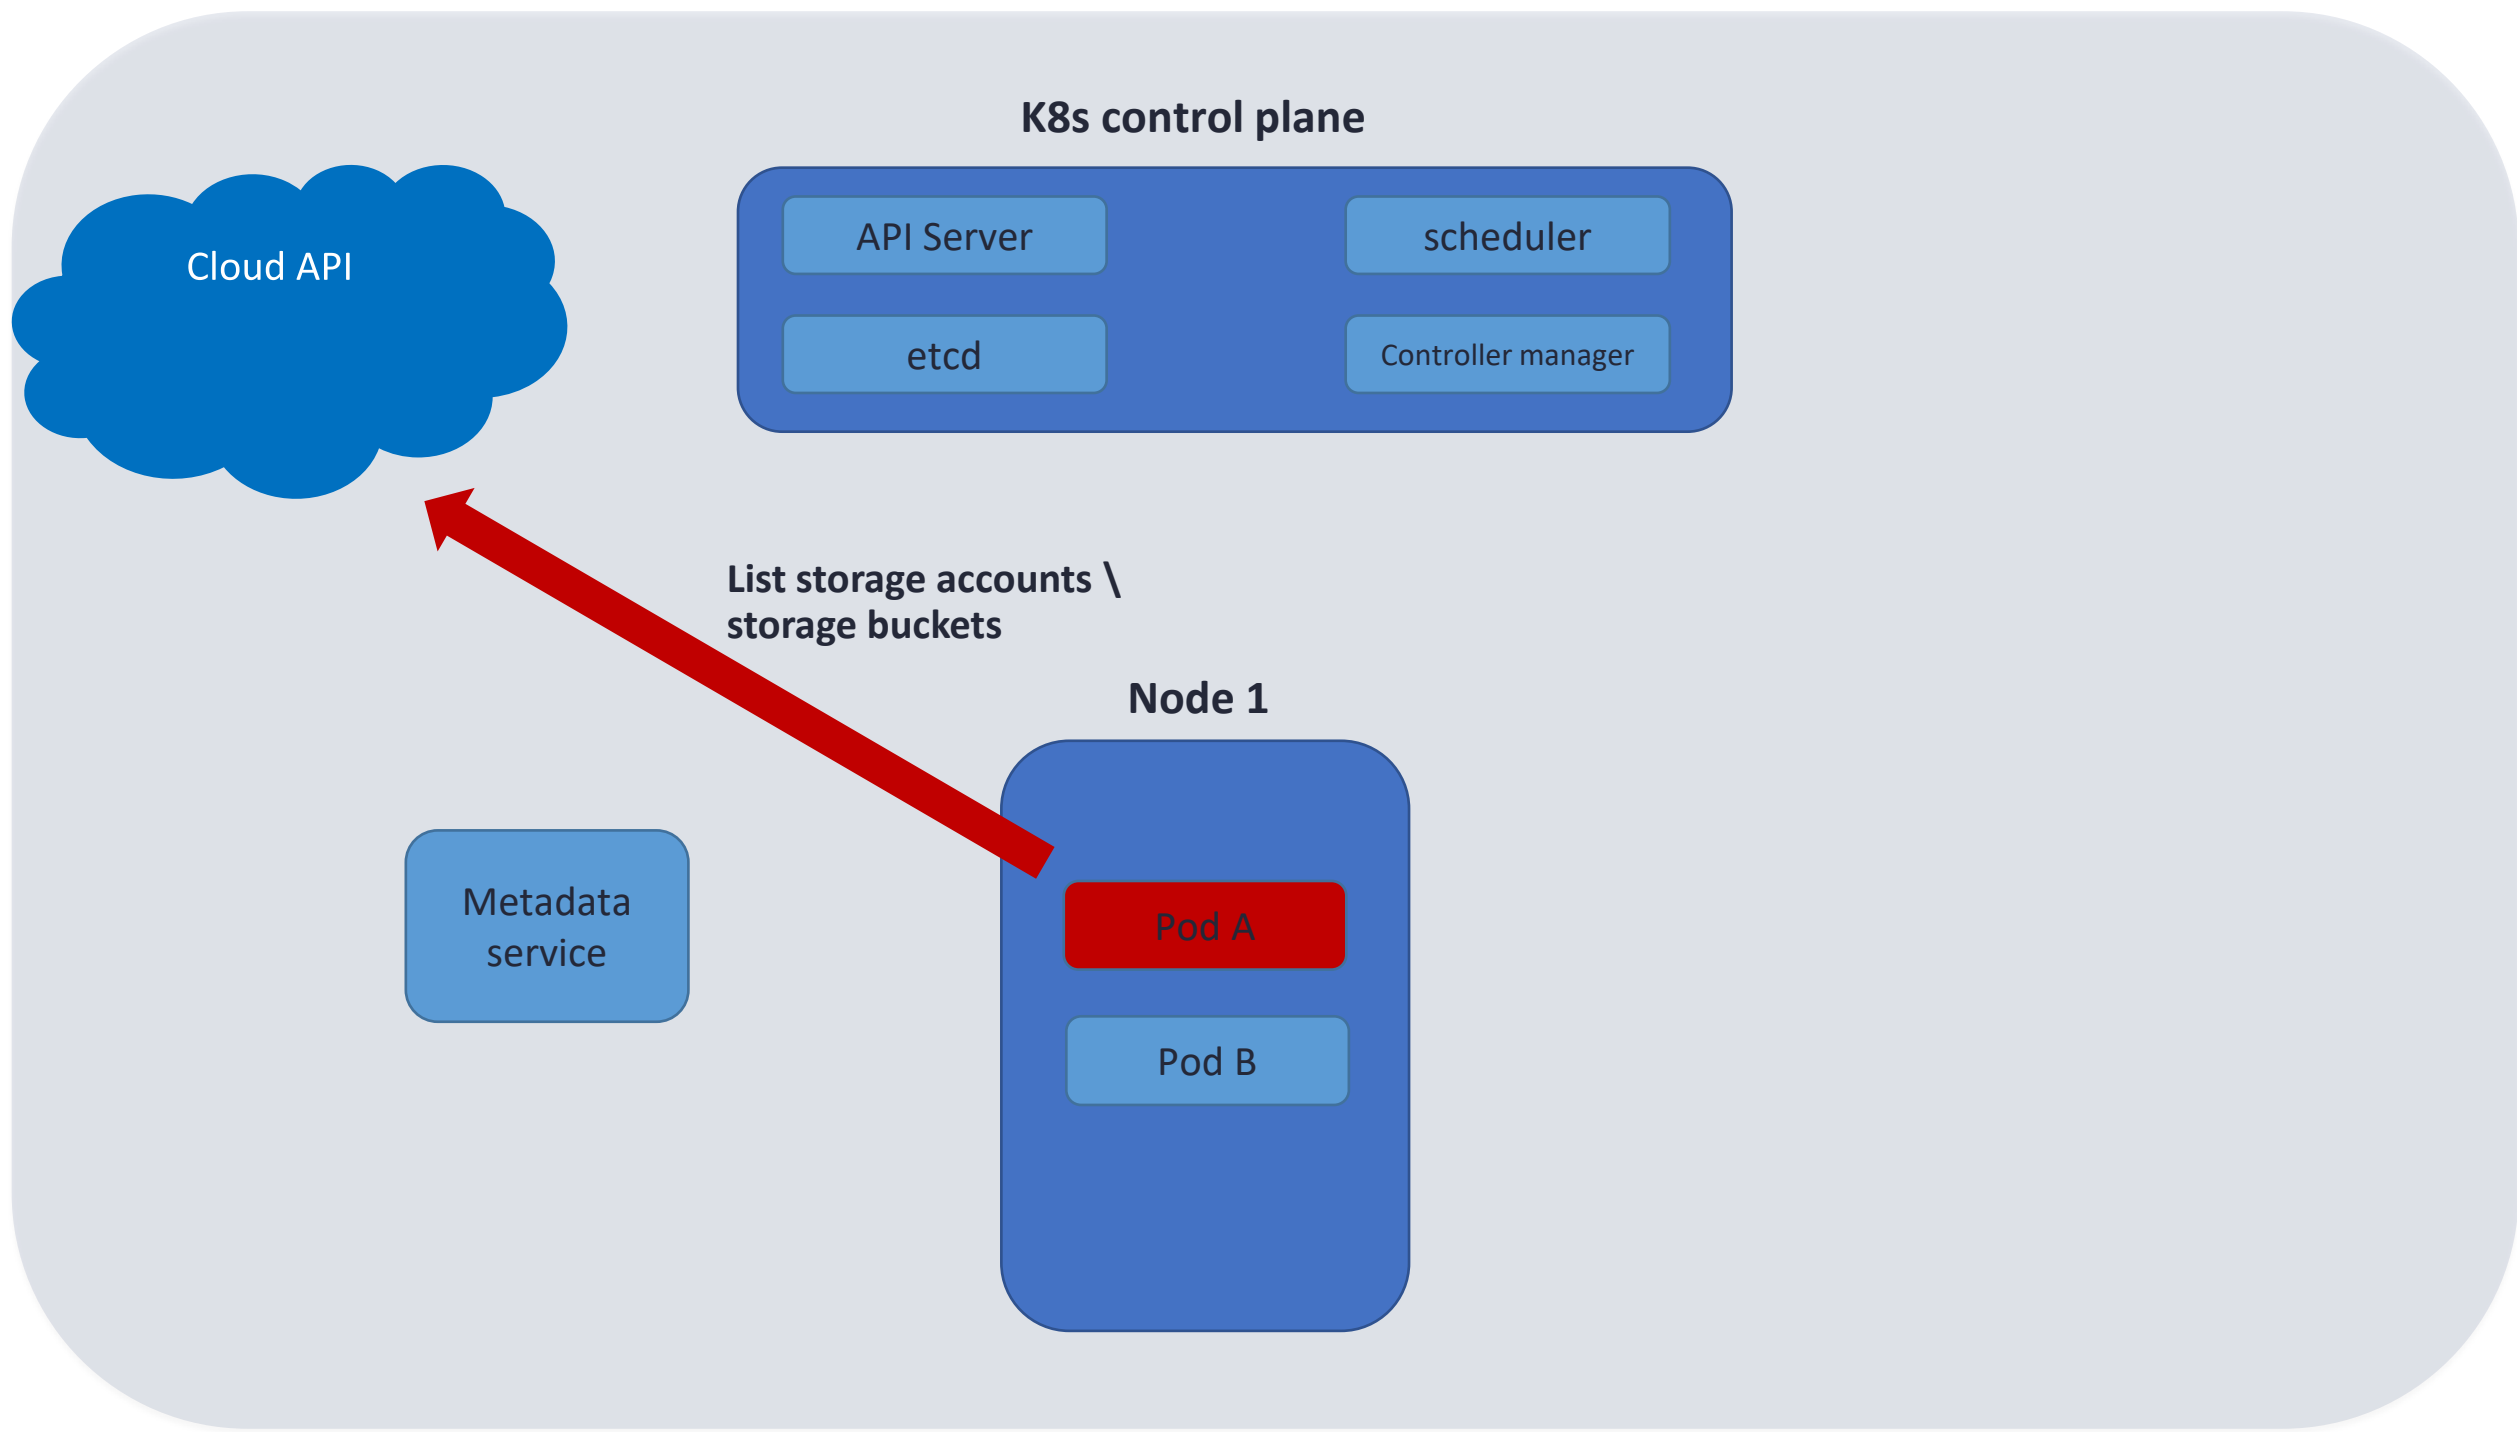 K8s control plane
Cloud API
API Server
scheduler
etcd
Controller manager
List storage accounts \
storage buckets
Node 1
Metadata
service
Pod A
Pod B